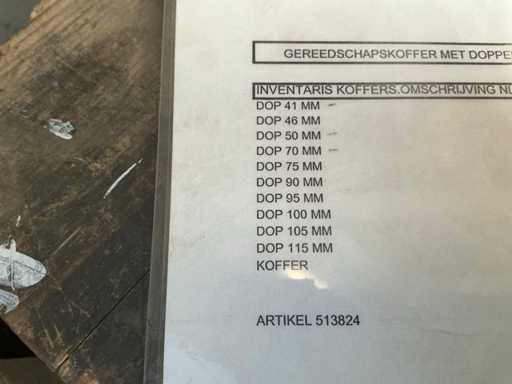 GEREEDSCHAPSKOFFER MET
INVENTARIS KOFFERS.OMSCHRIJVING
DOP 41 MM
DOP 46 MM
DOP 50 MM
DOP 70 MM
DOP 75 MM
DOP 90 MM
DOP 95 MM
DOP 100 MM
DOP 105 MM
DOP 115 MM
KOFFER
ARTIKEL 513824